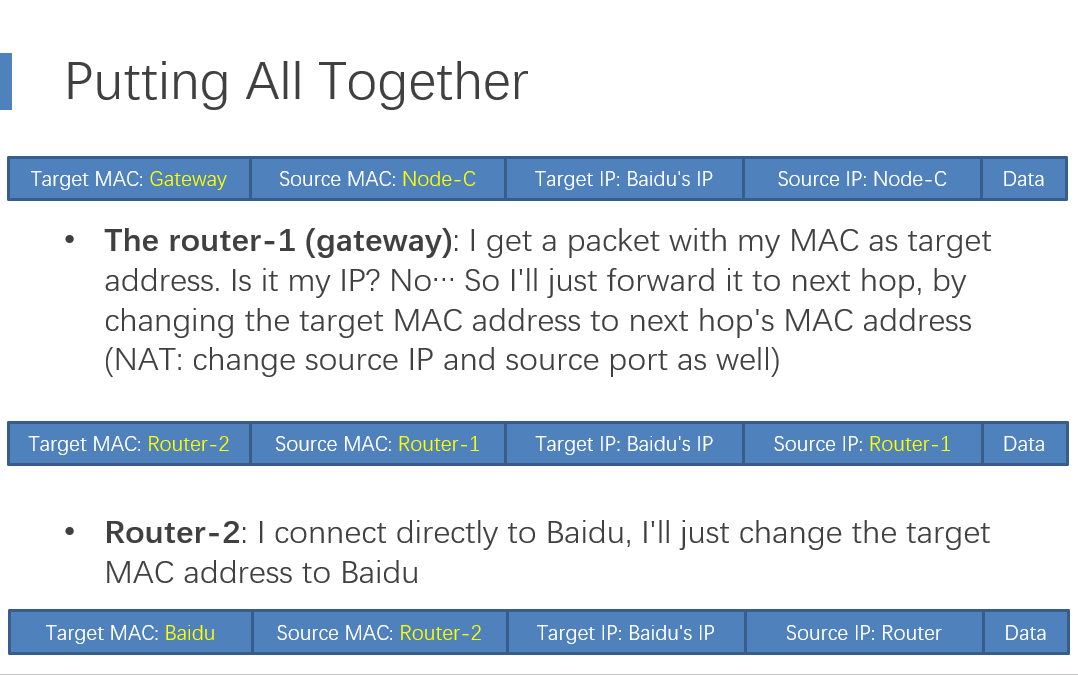 Putting All Together
Target MAC: Gateway Source MAC: Node-C Target IP: Baidu's IP Source IP: Node-C Data
• The router-1 (gateway): I get a packet with my MAC as target
address. Is it my IP? No… So I'll just forward it to next hop, by
changing the target MAC address to next hop's MAC address
(NAT: change source IP and source port as well)
Target MAC: Router-2 Source MAC: Router-1 Target IP: Baidu's IP Source IP: Router-1 Data
• Router-2: I connect directly to Baidu, I'll just change the target
MAC address to Baidu
Target MAC: Baidu Source MAC: Router-2 Target IP: Baidu's IP Source IP: Router Data